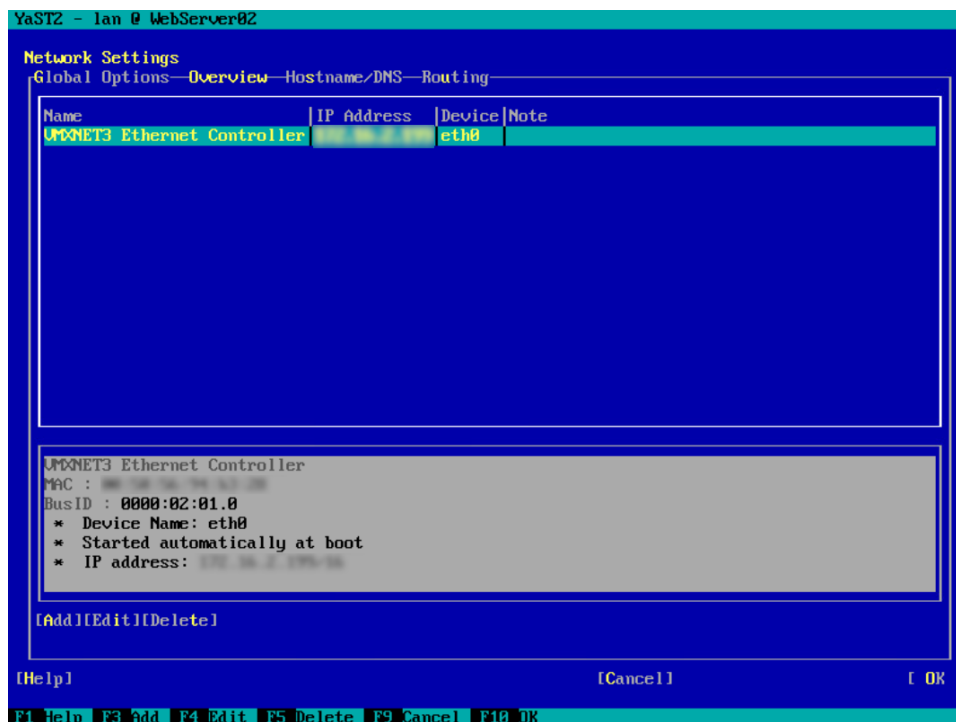 YaST2 - lan @ WebServer02
Network Settings
Global Options—Overview—Hostname/DNS—Routing
Name |IP Address |Device|Note
VMXNET3 Ethernet Controller eth0
VMXNET3 Ethernet Controller
MAC :
BusID : 0000:02:01.0
* Device Name: eth0
* Started automatically at boot
* IP address:
[Add][Edit][Delete]
[Help] [Cancel] [ OK
F1 Help F3 Add F4 Edit F5 Delete F9 Cancel F10 OK